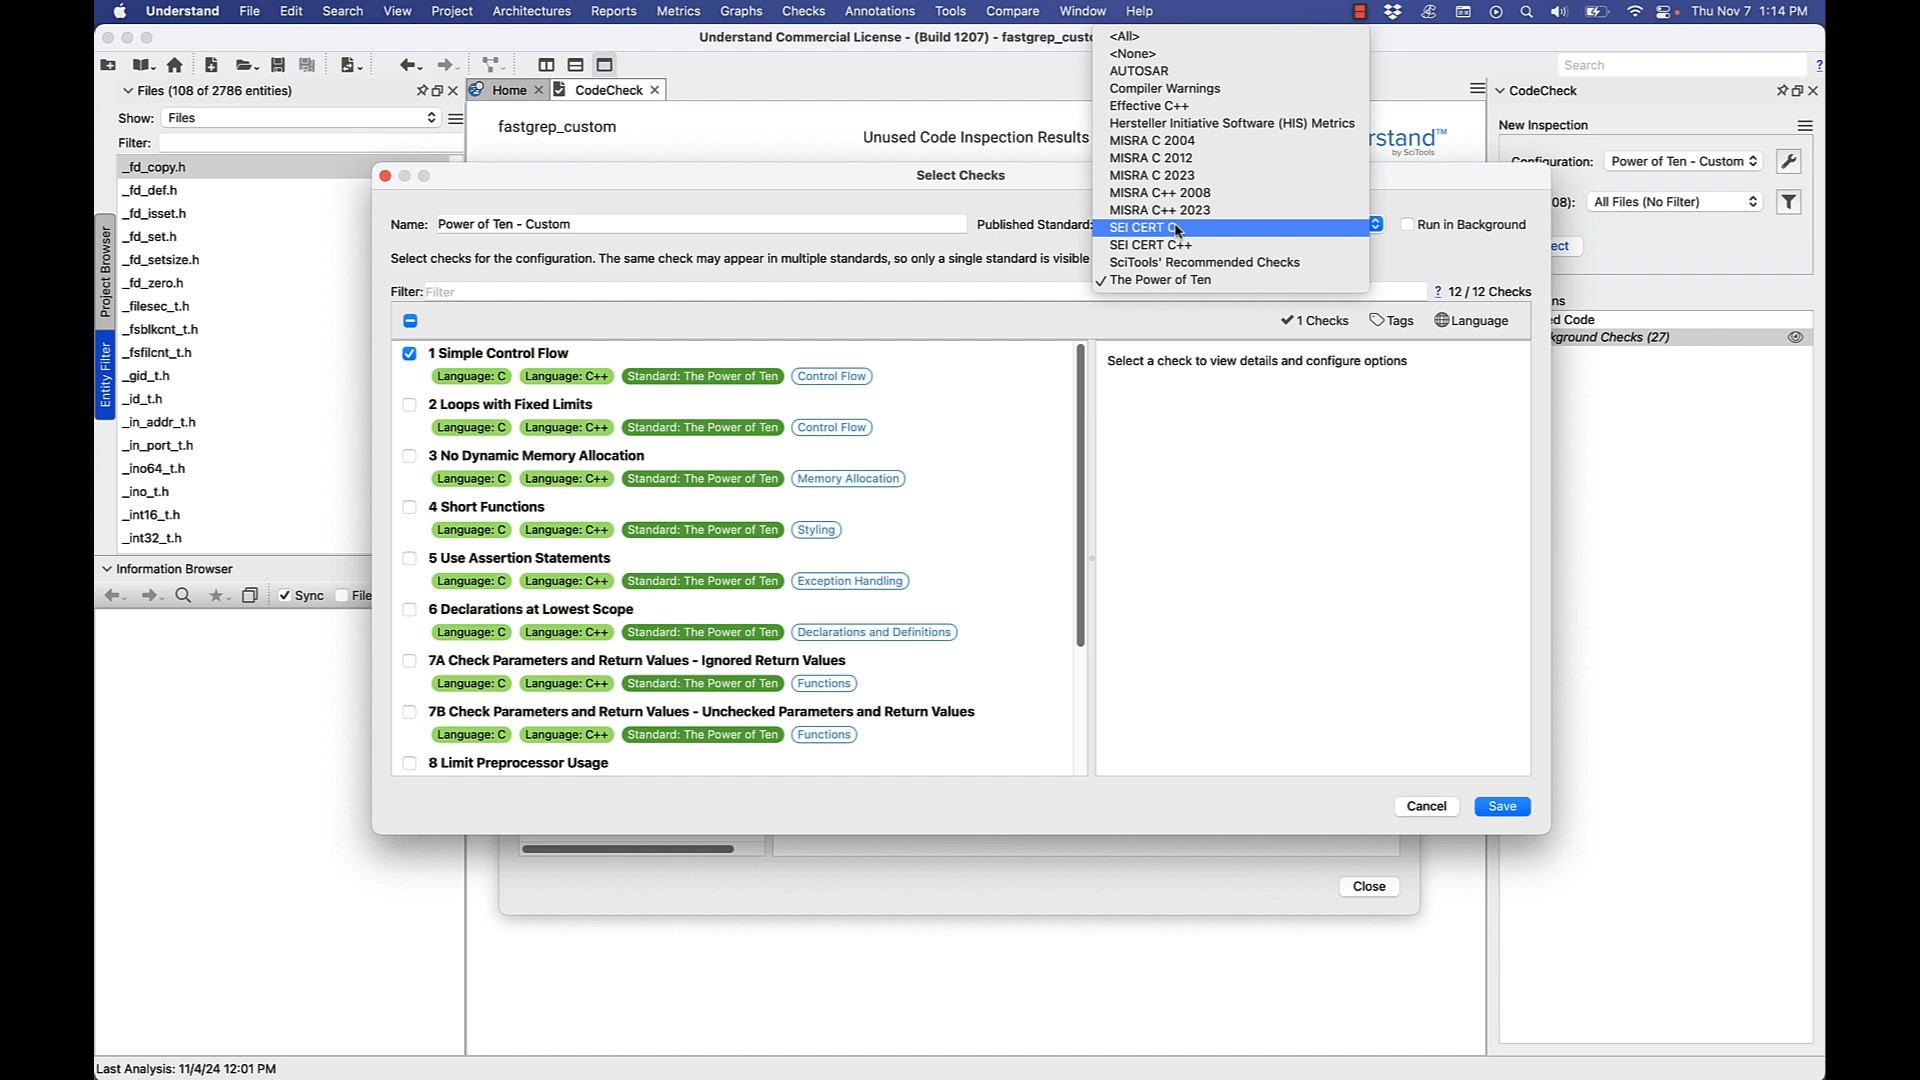 Understand File Edit Search View Project Architectures Reports Metrics Graphs Checks Annotations Tools Compare Window Help Thu Nov 7 1:14 PM
Understand Commercial License - (Build 1207) - fastgrep_custo
<All>
<None>
AUTOSAR
Compiler Warnings
Effective C++
Hersteller Initiative Software (HIS) Metrics
MISRA C 2004
MISRA C 2012
MISRA C 2023
MISRA C++ 2008
MISRA C++ 2023
SEI CERT C
SEI CERT C++
SciTools' Recommended Checks
✓ The Power of Ten
Search ?
Files (108 of 2786 entities)
Show: Files
Filter:
_fd_copy.h
_fd_def.h
_fd_isset.h
_fd_set.h
_fd_setsize.h
_fd_zero.h
_filesec_t.h
_fsblkcnt_t.h
_fsfilcnt_t.h
_gid_t.h
_id_t.h
_in_addr_t.h
_in_port_t.h
_ino64_t.h
_ino_t.h
_int16_t.h
_int32_t.h
Project Browser
Entity Filter
Information Browser
Sync File
Home CodeCheck
fastgrep_custom
Unused Code Inspection Results
rstand™
by SciTools
CodeCheck
New Inspection
Configuration: Power of Ten - Custom
08): All Files (No Filter)
ect
ns
ed Code
kground Checks (27)
Select Checks
Name: Power of Ten - Custom Published Standard: Run in Background
Select checks for the configuration. The same check may appear in multiple standards, so only a single standard is visible
Filter: Filter ? 12 / 12 Checks
✓ 1 Checks Tags Language
1 Simple Control Flow
Language: C Language: C++ Standard: The Power of Ten Control Flow
2 Loops with Fixed Limits
Language: C Language: C++ Standard: The Power of Ten Control Flow
3 No Dynamic Memory Allocation
Language: C Language: C++ Standard: The Power of Ten Memory Allocation
4 Short Functions
Language: C Language: C++ Standard: The Power of Ten Styling
5 Use Assertion Statements
Language: C Language: C++ Standard: The Power of Ten Exception Handling
6 Declarations at Lowest Scope
Language: C Language: C++ Standard: The Power of Ten Declarations and Definitions
7A Check Parameters and Return Values - Ignored Return Values
Language: C Language: C++ Standard: The Power of Ten Functions
7B Check Parameters and Return Values - Unchecked Parameters and Return Values
Language: C Language: C++ Standard: The Power of Ten Functions
8 Limit Preprocessor Usage
Select a check to view details and configure options
Cancel Save
Close
Last Analysis: 11/4/24 12:01 PM